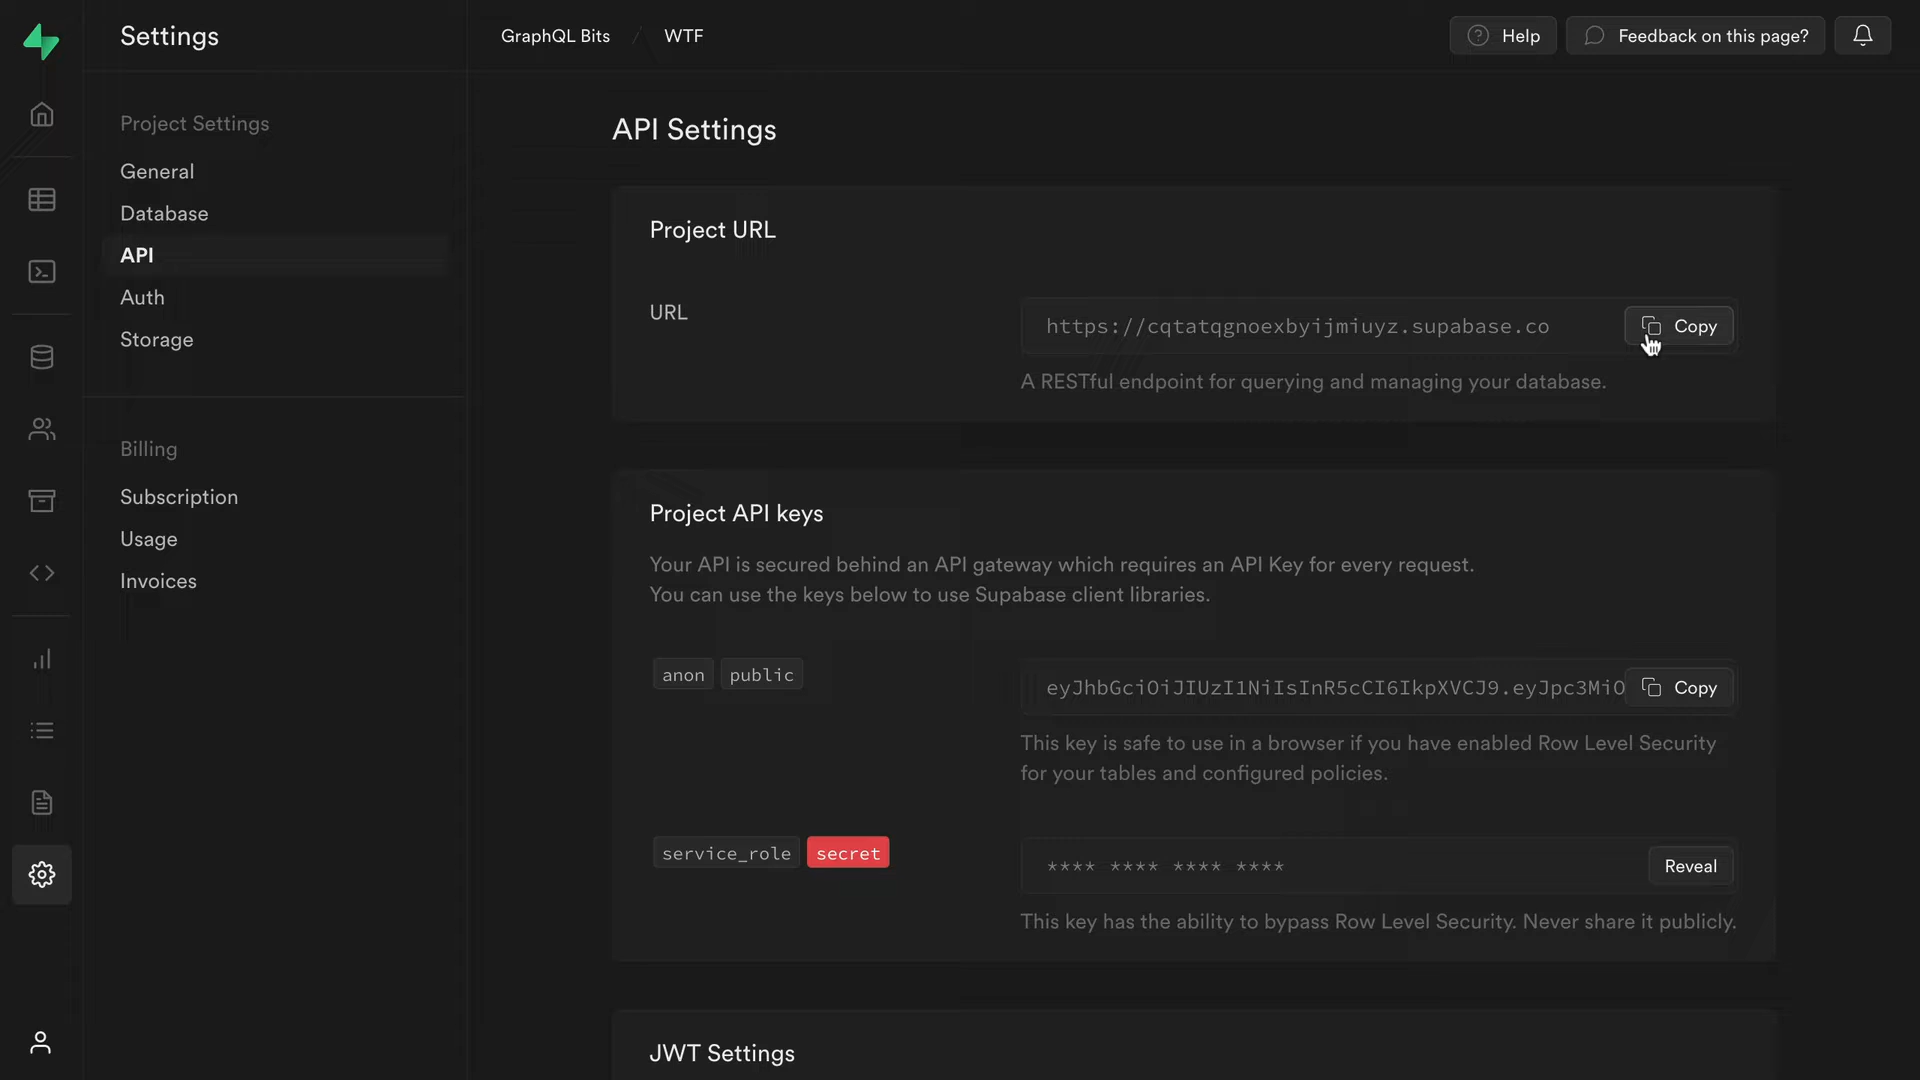 Settings
GraphQL Bits / WTF
Help
Feedback on this page?
Project Settings
General
Database
API
Auth
Storage
Billing
Subscription
Usage
Invoices
API Settings
Project URL
URL
https://cqtatqgnoexbyijmiuyz.supabase.co
Copy
A RESTful endpoint for querying and managing your database.
Project API keys
Your API is secured behind an API gateway which requires an API Key for every request.
You can use the keys below to use Supabase client libraries.
anon public
eyJhbGciOiJIUzI1NiIsInR5cCI6IkpXVCJ9.eyJpc3MiO
Copy
This key is safe to use in a browser if you have enabled Row Level Security
for your tables and configured policies.
service_role secret
**** **** **** ****
Reveal
This key has the ability to bypass Row Level Security. Never share it publicly.
JWT Settings